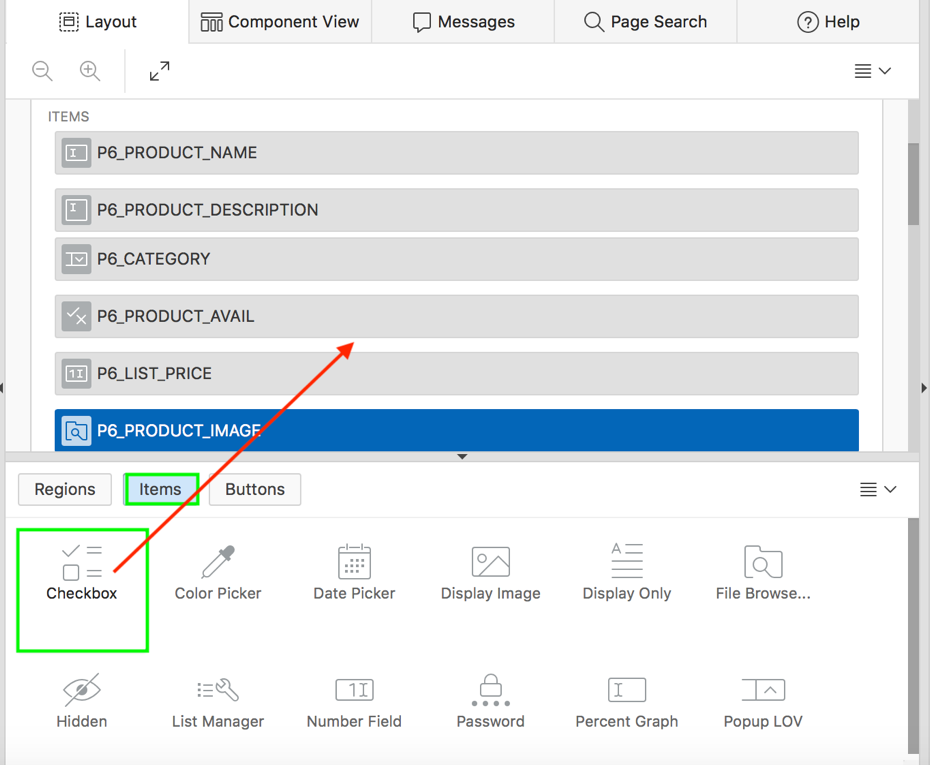 Layout
Component View
Messages
Page Search
Help
ITEMS
P6_PRODUCT_NAME
P6_PRODUCT_DESCRIPTION
P6_CATEGORY
P6_PRODUCT_AVAIL
P6_LIST_PRICE
P6_PRODUCT_IMAGE
Regions
Items
Buttons
Checkbox
Color Picker
Date Picker
Display Image
Display Only
File Browse...
Hidden
List Manager
Number Field
Password
Percent Graph
Popup LOV